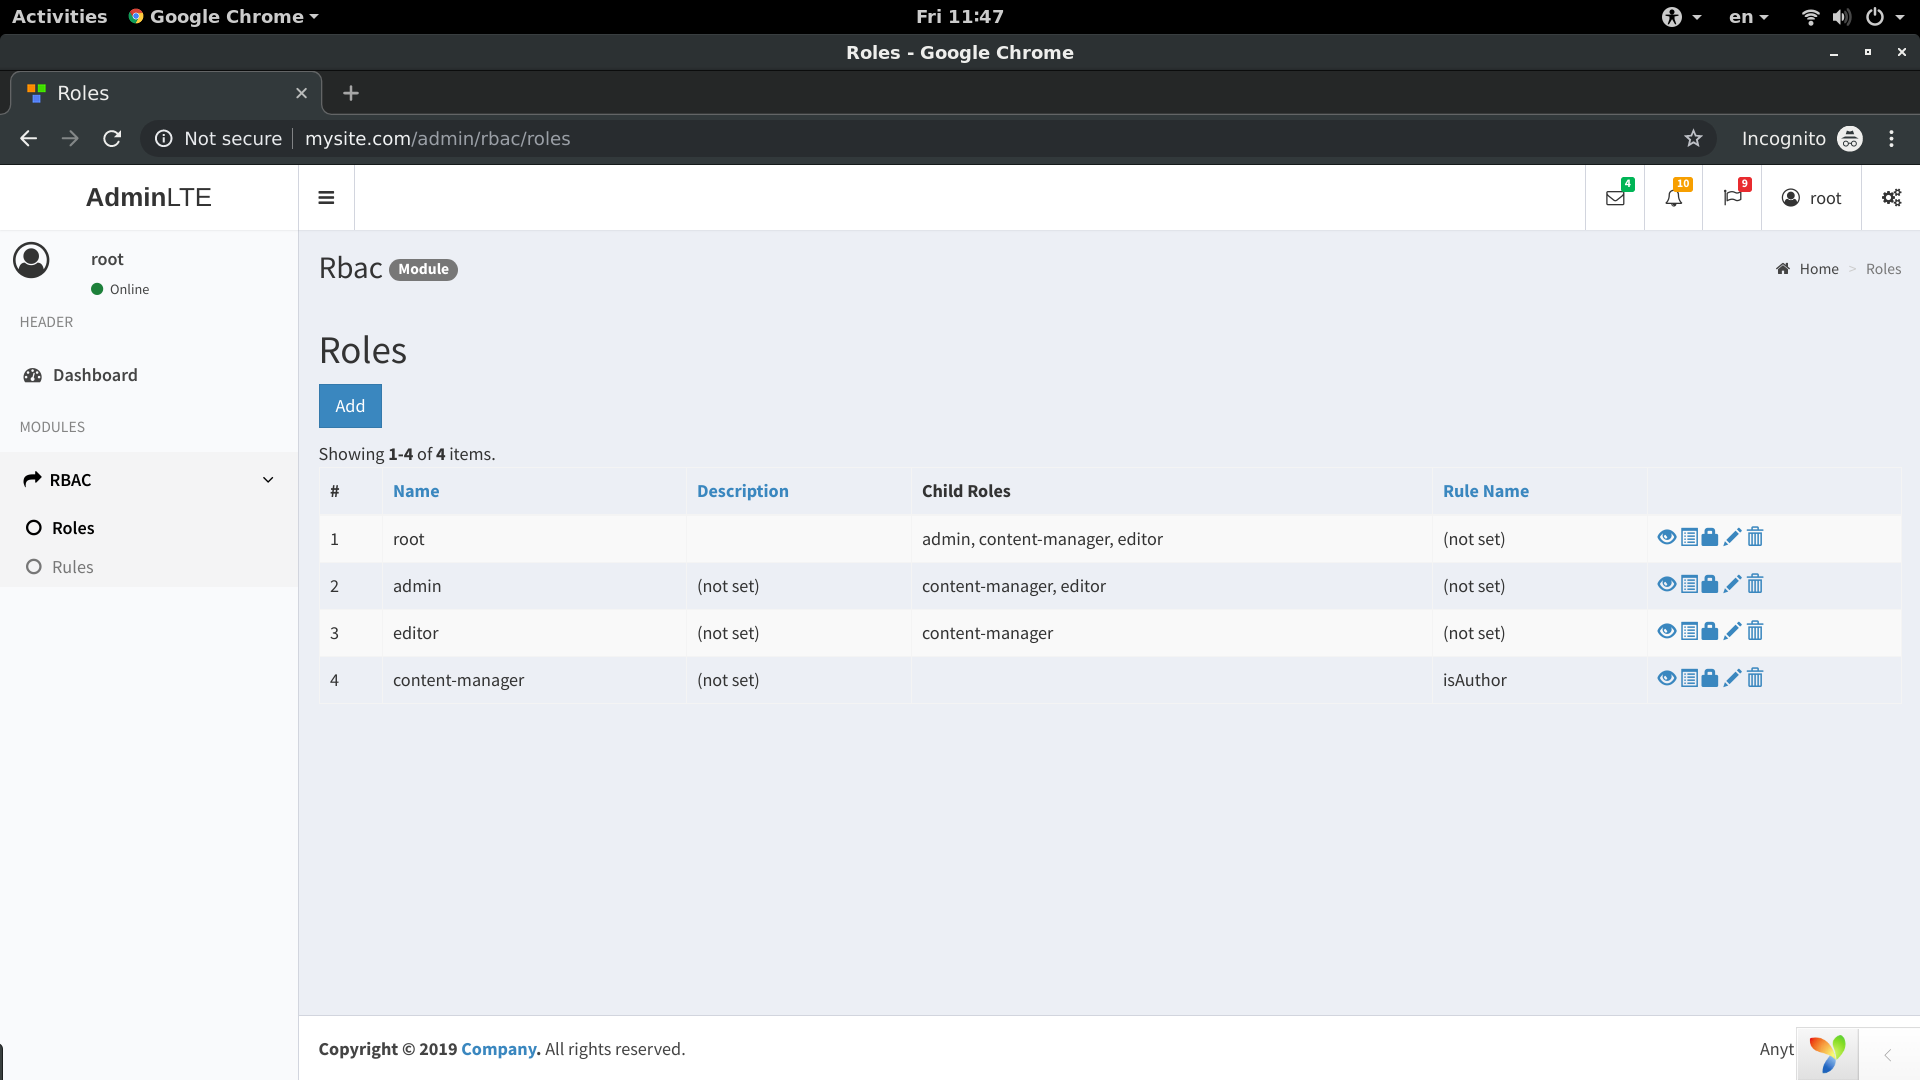 Activities Google Chrome Fri 11:47 en
Roles - Google Chrome
Roles
Not secure mysite.com/admin/rbac/roles Incognito
AdminLTE 4 10 9 root
root
Online
HEADER
Dashboard
MODULES
RBAC
Roles
Rules
Rbac Module Home > Roles
Roles
Add
Showing 1-4 of 4 items.
# Name Description Child Roles Rule Name
1 root admin, content-manager, editor (not set)
2 admin (not set) content-manager, editor (not set)
3 editor (not set) content-manager (not set)
4 content-manager (not set) isAuthor
Copyright © 2019 Company. All rights reserved. Anyt